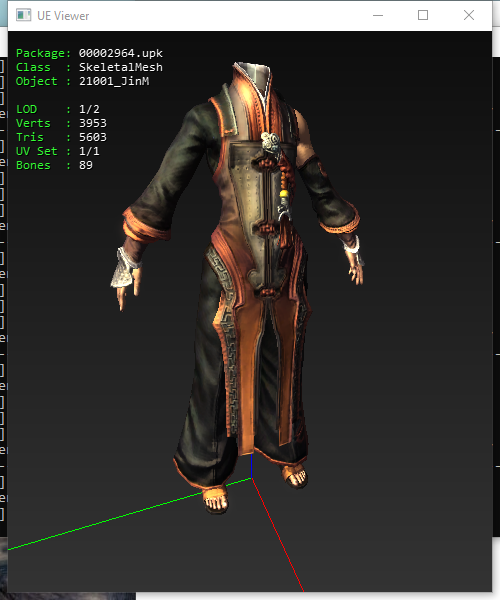 UE Viewer
Package: 00002964.upk
Class : SkeletalMesh
Object : 21001_JinM
LOD : 1/2
Verts : 3953
Tris : 5603
UV Set : 1/1
Bones : 89